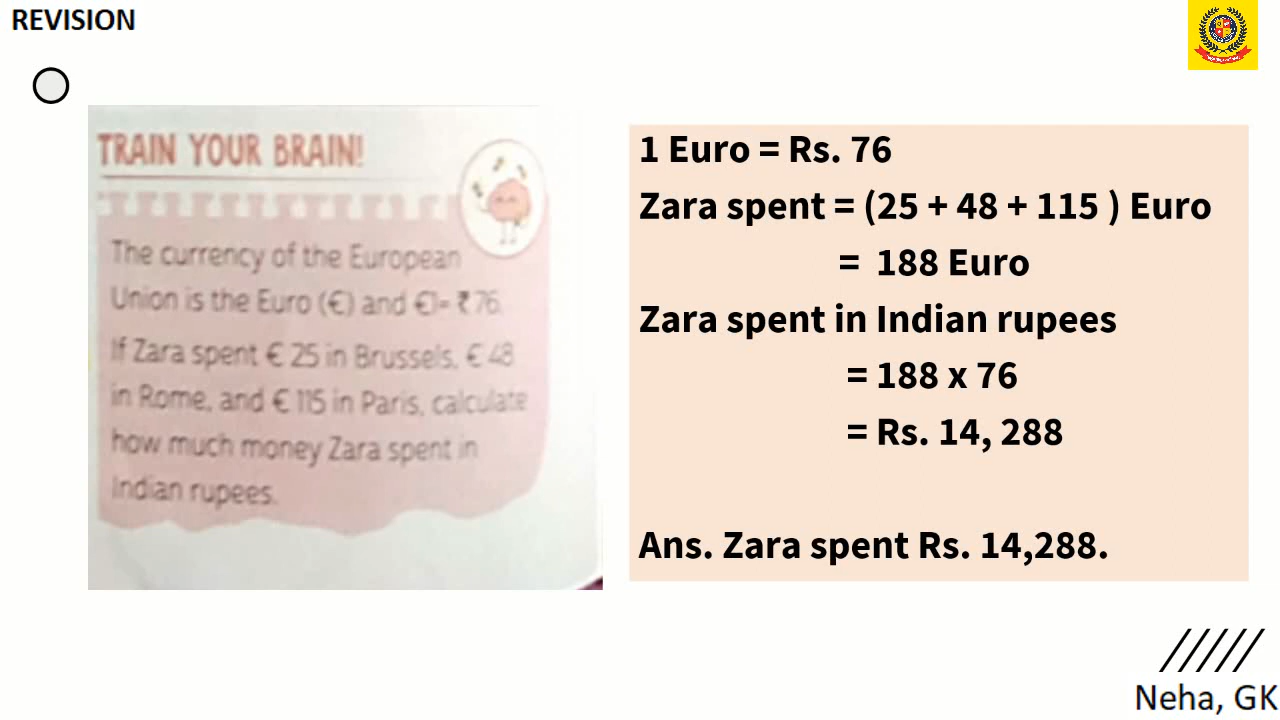 REVISION
TRAIN YOUR BRAIN!
The currency of the European
Union is the Euro (€) and €1= ₹76.
If Zara spent € 25 in Brussels, € 48
in Rome, and € 115 in Paris, calculate
how much money Zara spent in
Indian rupees.
1 Euro = Rs. 76
Zara spent = (25 + 48 + 115 ) Euro
= 188 Euro
Zara spent in Indian rupees
= 188 x 76
= Rs. 14, 288
Ans. Zara spent Rs. 14,288.
Neha, GK